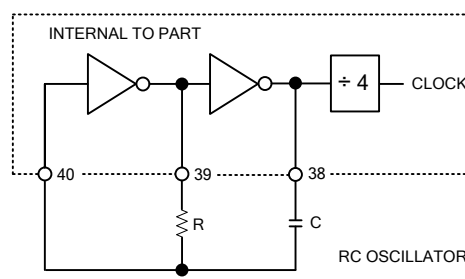 INTERNAL TO PART
÷ 4
CLOCK
40
39
38
R
C
RC OSCILLATOR